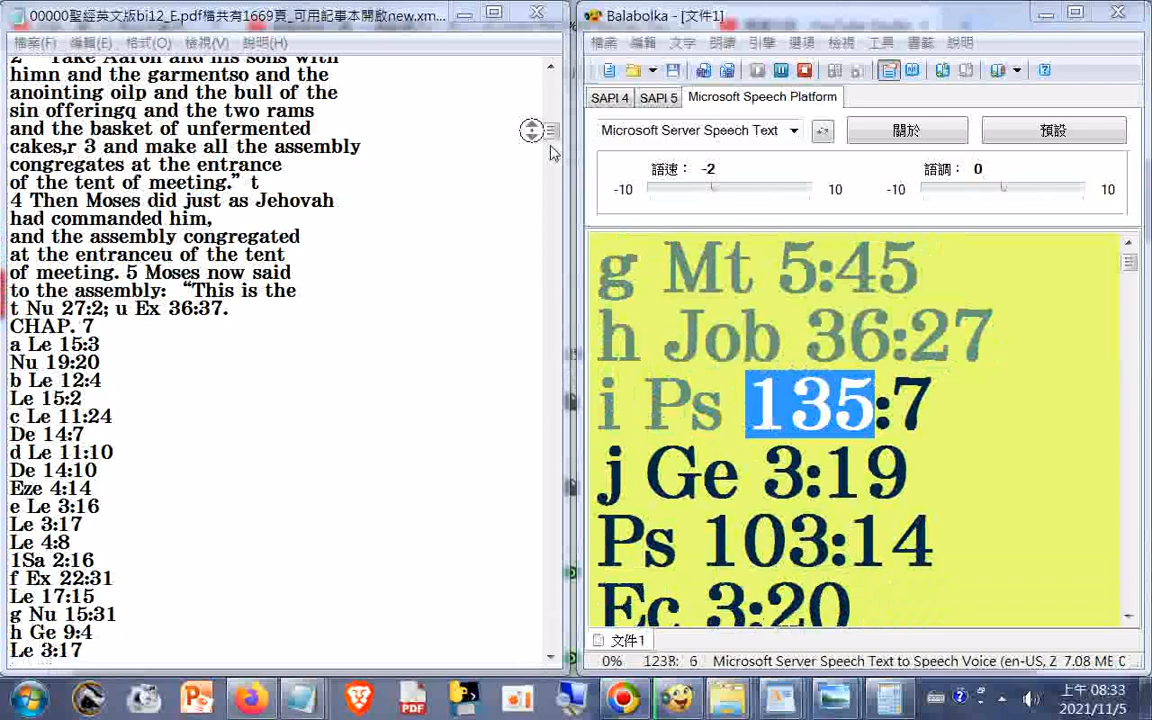 00000聖經英文版bi12_E.pdf檔共有1669頁_可用記事本開啟new.xm...
檔案(F) 編輯(E) 格式(O) 檢視(V) 說明(H)
2 "Take Aaron and his sons with
himn and the garmentso and the
anointing oilp and the bull of the
sin offeringq and the two rams
and the basket of unfermented
cakes,r 3 and make all the assembly
congregates at the entrance
of the tent of meeting.” t
4 Then Moses did just as Jehovah
had commanded him,
and the assembly congregated
at the entranceu of the tent
of meeting. 5 Moses now said
to the assembly: “This is the
t Nu 27:2; u Ex 36:37.
CHAP. 7
a Le 15:3
Nu 19:20
b Le 12:4
Le 15:2
c Le 11:24
De 14:7
d Le 11:10
De 14:10
Eze 4:14
e Le 3:16
Le 3:17
Le 4:8
1Sa 2:16
f Ex 22:31
Le 17:15
g Nu 15:31
h Ge 9:4
Le 3:17
Balabolka - [文件1]
檔案 編輯 文字 朗讀 引擎 選項 檢視 工具 書籤 說明
SAPI 4 SAPI 5 Microsoft Speech Platform
Microsoft Server Speech Text 關於 預設
語速： -2 語調： 0
-10 10 -10 10
g Mt 5:45
h Job 36:27
i Ps 135:7
j Ge 3:19
Ps 103:14
Ec 3:20
文件1
0% 123B: 6 Microsoft Server Speech Text to Speech Voice (en-US, Z 7.08 ME C
上午 08:33
2021/11/5